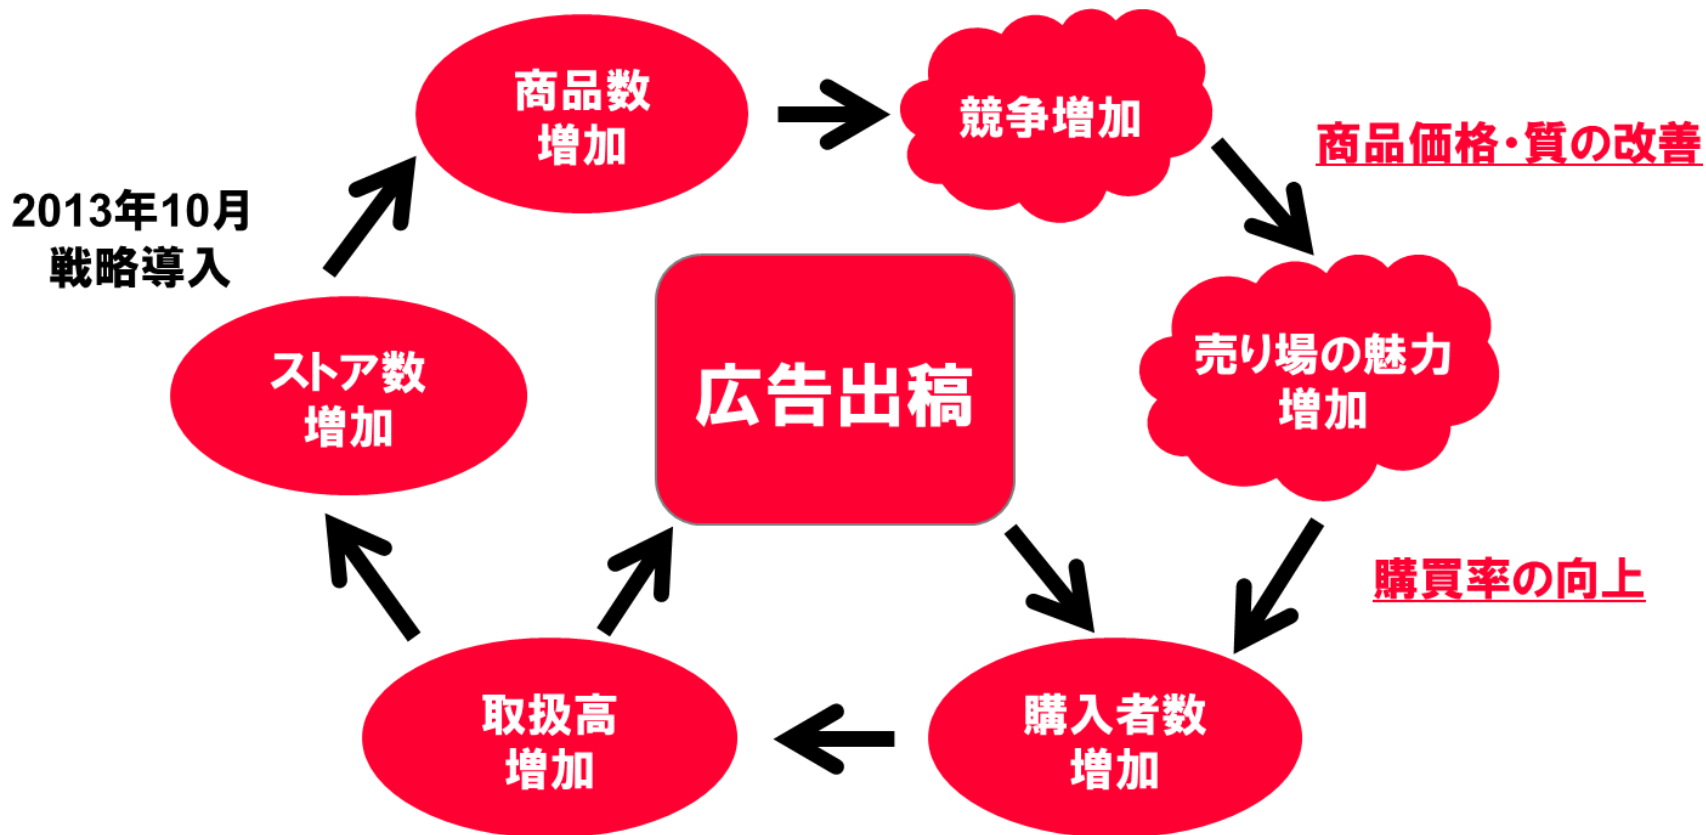 商品数
増加
競争増加
商品価格・質の改善
2013年10月
戦略導入
ストア数
増加
広告出稿
売り場の魅力
増加
購買率の向上
取扱高
増加
購入者数
増加